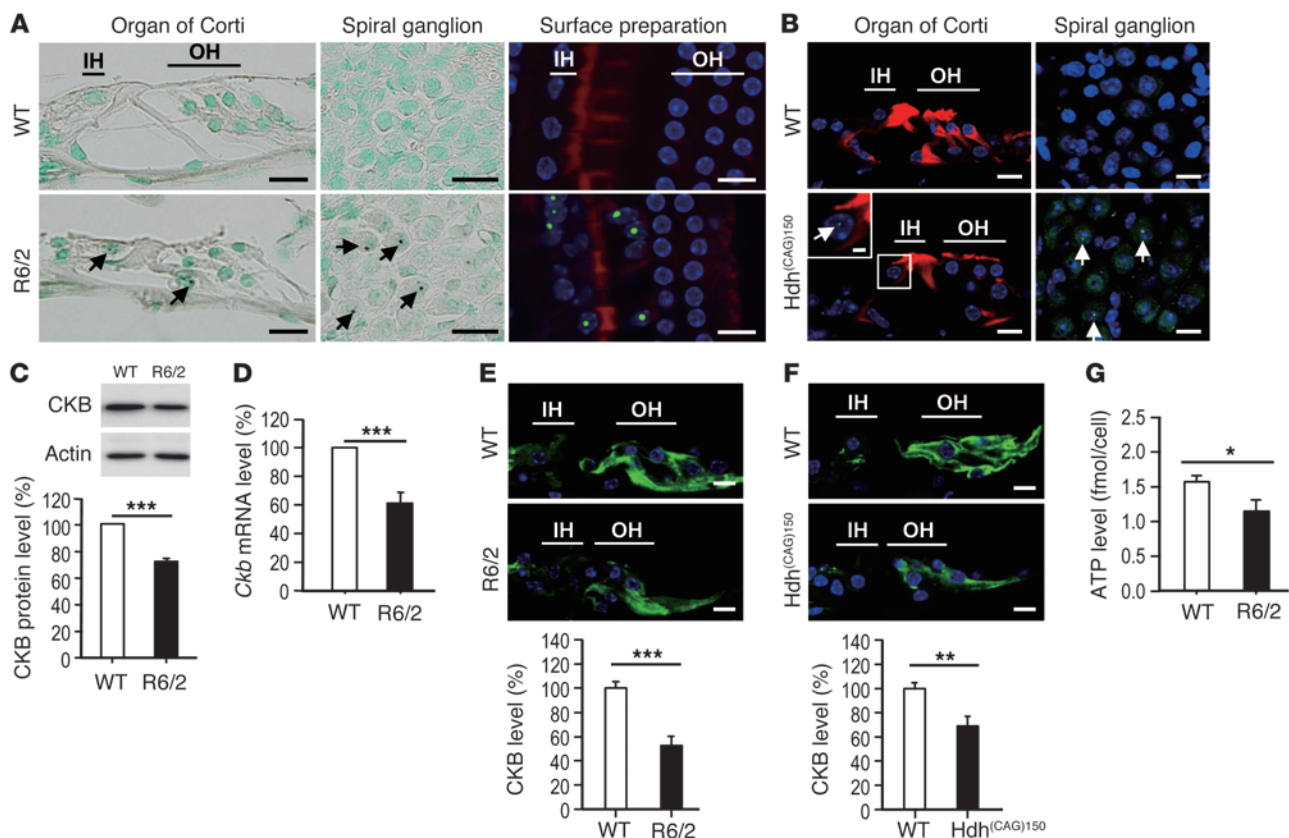 A
Organ of Corti
Spiral ganglion
Surface preparation
IH
OH
IH
OH
WT
R6/2
B
Organ of Corti
Spiral ganglion
IH
OH
WT
IH
OH
Hdh(CAG)150
C
WT R6/2
CKB
Actin
***
CKB protein level (%)
120
100
80
60
40
20
0
WT R6/2
D
***
Ckb mRNA level (%)
120
100
80
60
40
20
0
WT R6/2
E
IH
OH
WT
IH
OH
R6/2
***
CKB level (%)
140
120
100
80
60
40
20
0
WT R6/2
F
IH
OH
WT
IH
OH
Hdh(CAG)150
**
CKB level (%)
140
120
100
80
60
40
20
0
WT Hdh(CAG)150
G
*
ATP level (fmol/cell)
2.5
2.0
1.5
1.0
0.5
0.0
WT R6/2